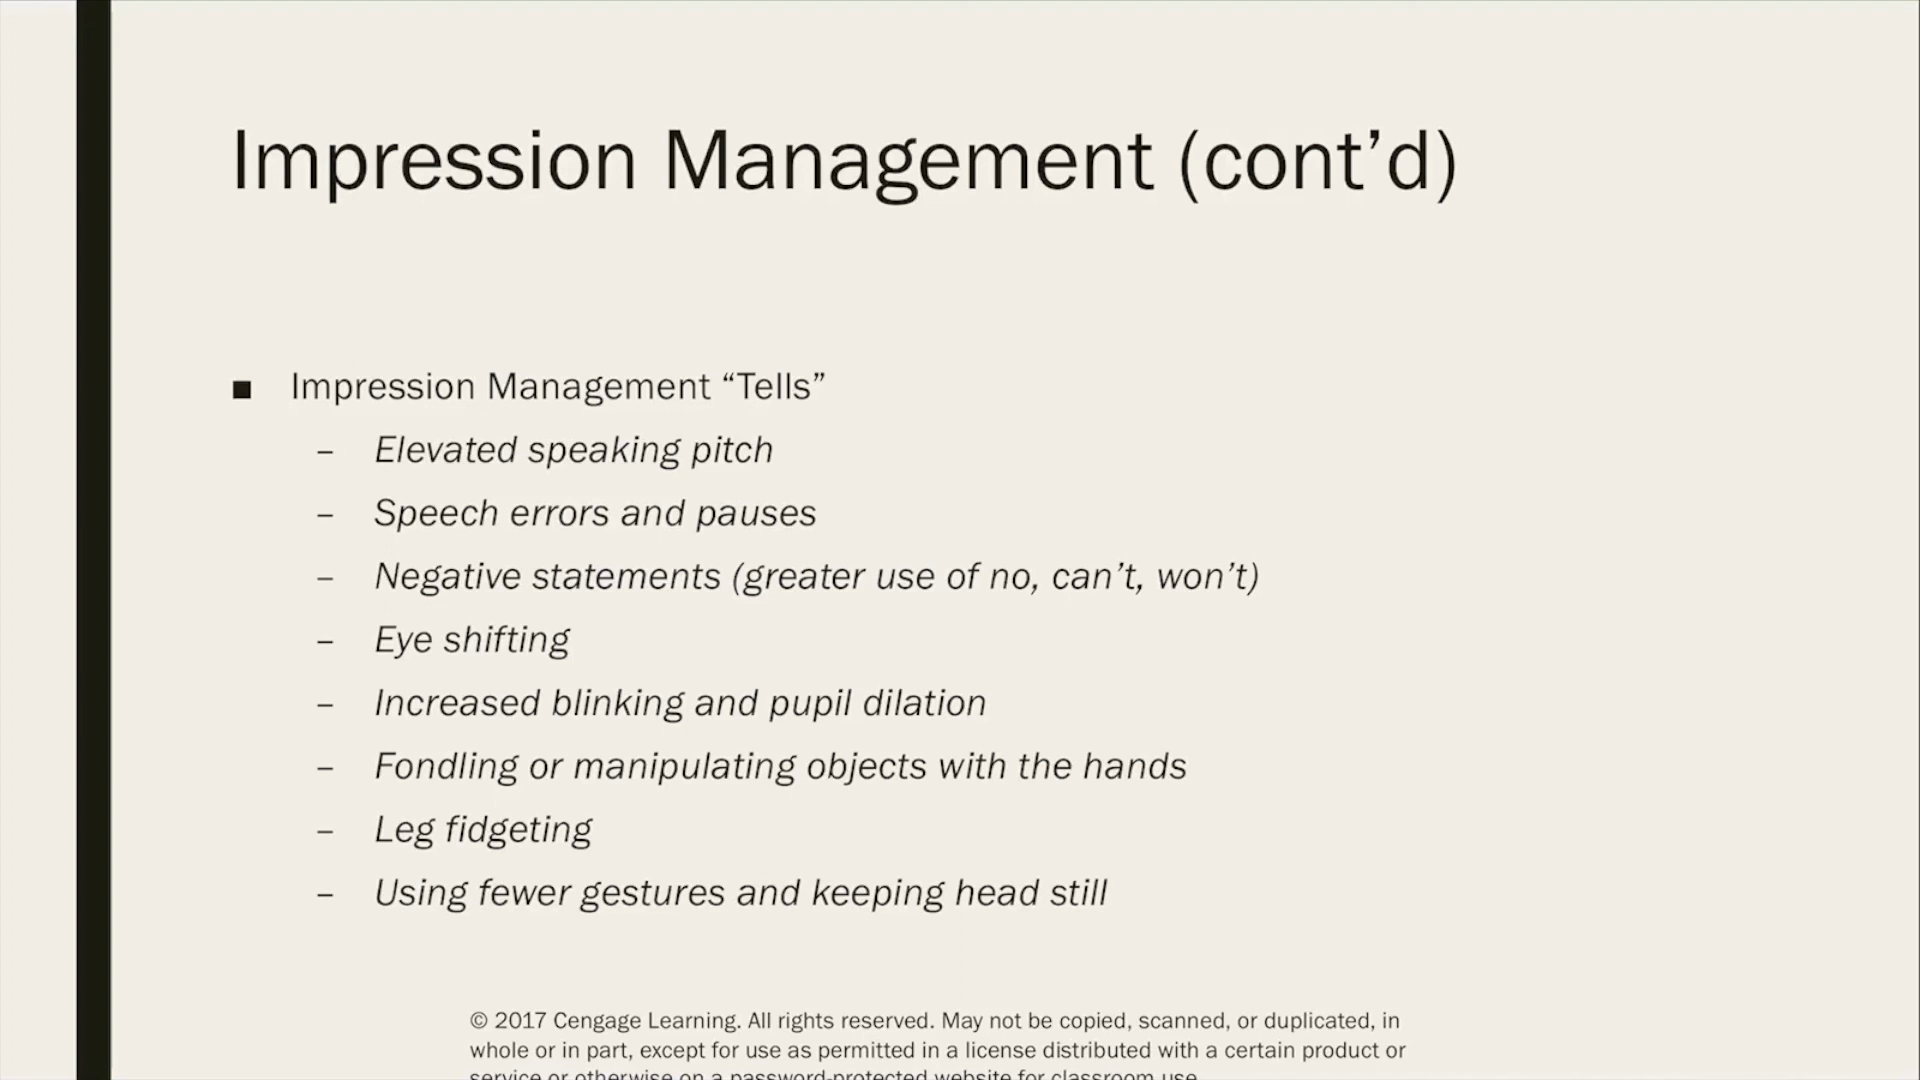 Impression Management (cont’d)
■ Impression Management “Tells”
– Elevated speaking pitch
– Speech errors and pauses
– Negative statements (greater use of no, can’t, won’t)
– Eye shifting
– Increased blinking and pupil dilation
– Fondling or manipulating objects with the hands
– Leg fidgeting
– Using fewer gestures and keeping head still
© 2017 Cengage Learning. All rights reserved. May not be copied, scanned, or duplicated, in
whole or in part, except for use as permitted in a license distributed with a certain product or
service or otherwise on a password-protected website for classroom use.